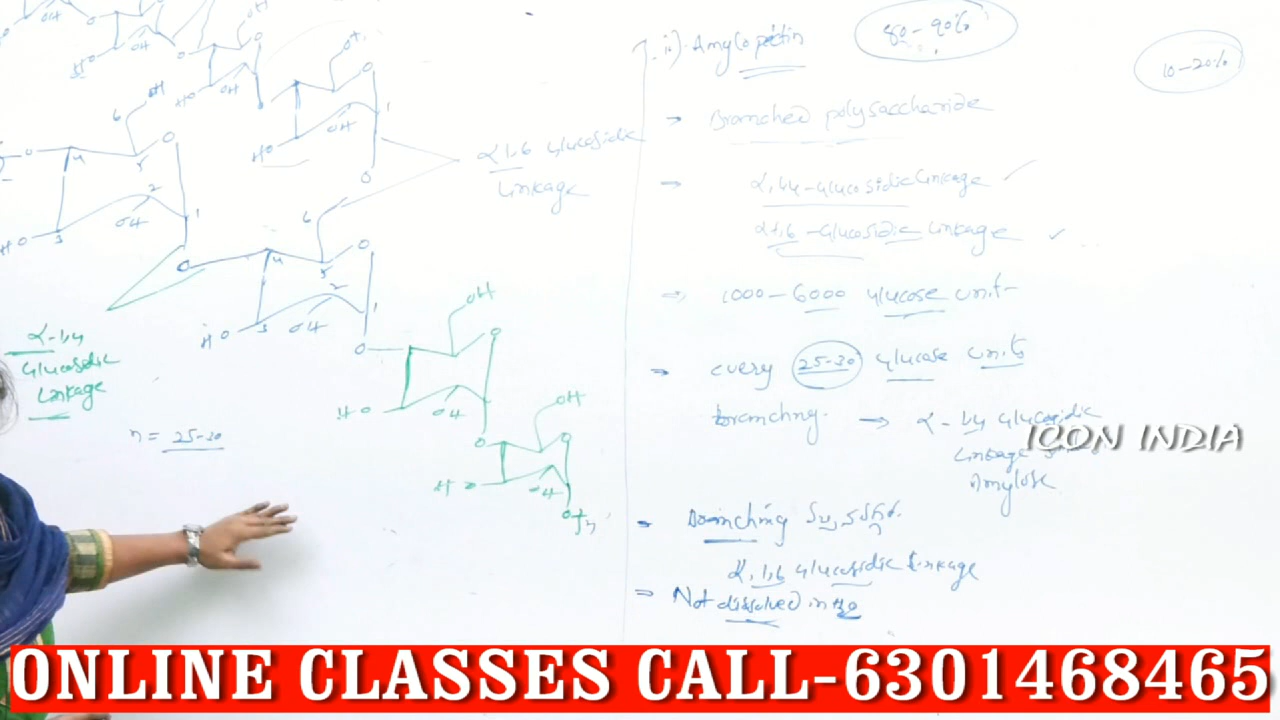 ii) Amylopectin
80-90%
10-20%
→ Branched polysaccharide
→ α,1,4-Glucosidic Linkage ✓
α1,6-Glucosidic Linkage ✓
⇒ 1000-6000 Glucose Unit
→ every 25-30 Glucose Units
branching. → α-1,4 Glucosidic
Linkage
Amylose
ICON INDIA
Branching
α,1,6 Glucosidic Linkage
⇒ Not dissolved in H2O
α1,6 Glucosidic
Linkage
α-1,4
Glucosidic
Linkage
n = 25-30
ONLINE CLASSES CALL-6301468465